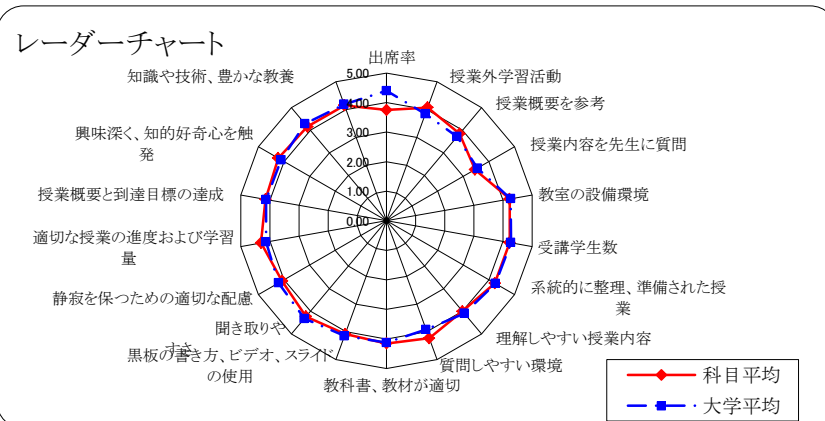 レーダーチャート
出席率
授業外学習活動
授業概要を参考
授業内容を先生に質問
教室の設備環境
受講学生数
系統的に整理、準備された授
業
理解しやすい授業内容
質問しやすい環境
教科書、教材が適切
黒板の書き方、ビデオ、スライド
の使用
聞き取りや
すさ
静寂を保つための適切な配慮
適切な授業の進度および学習
量
授業概要と到達目標の達成
興味深く、知的好奇心を触
発
知識や技術、豊かな教養
5.00
4.00
3.00
2.00
1.00
0.00
科目平均
大学平均